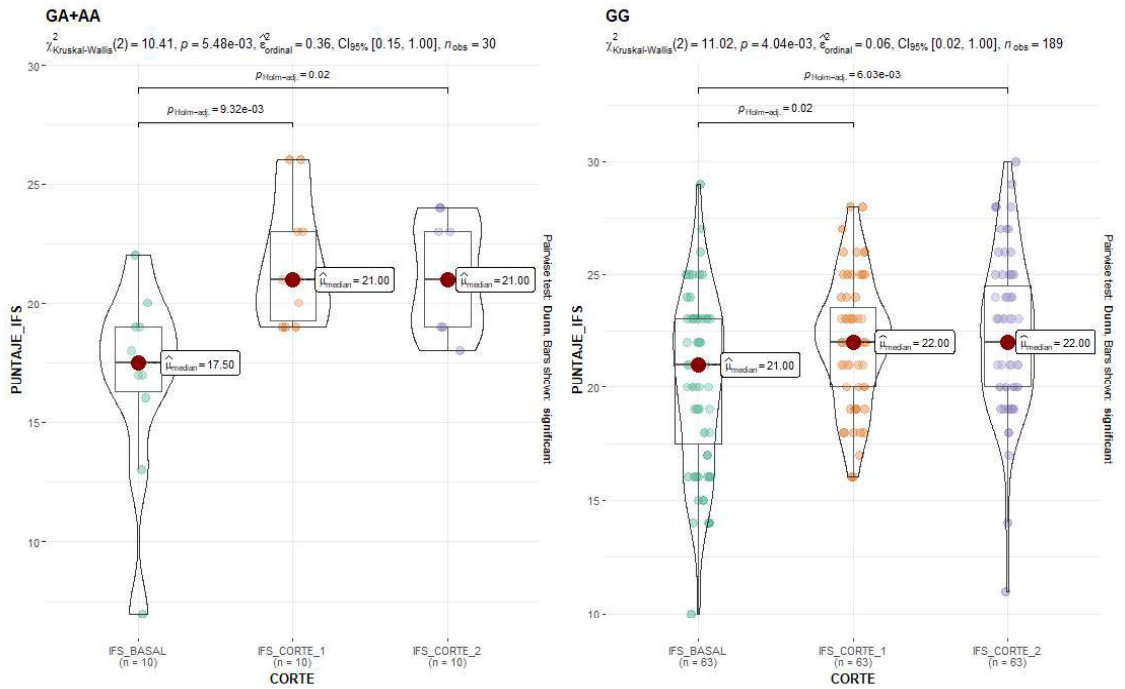 GA+AA
χ²Kruskal-Wallis(2) = 10.41, p = 5.48e-03, ε̂²ordinal = 0.36, CI95% [0.15, 1.00], nobs = 30
30
25
20
15
10
PUNTAJE_IFS
pHolm-adj. = 0.02
pHolm-adj. = 9.32e-03
μ̂median = 17.50
μ̂median = 21.00
μ̂median = 21.00
Pairwise test: Dunn, Bars shown: significant
IFS_BASAL
(n = 10)
IFS_CORTE_1
(n = 10)
IFS_CORTE_2
(n = 10)
CORTE
GG
χ²Kruskal-Wallis(2) = 11.02, p = 4.04e-03, ε̂²ordinal = 0.06, CI95% [0.02, 1.00], nobs = 189
30
25
20
15
10
PUNTAJE_IFS
pHolm-adj. = 6.03e-03
pHolm-adj. = 0.02
μ̂median = 21.00
μ̂median = 22.00
μ̂median = 22.00
Pairwise test: Dunn, Bars shown: significant
IFS_BASAL
(n = 63)
IFS_CORTE_1
(n = 63)
IFS_CORTE_2
(n = 63)
CORTE